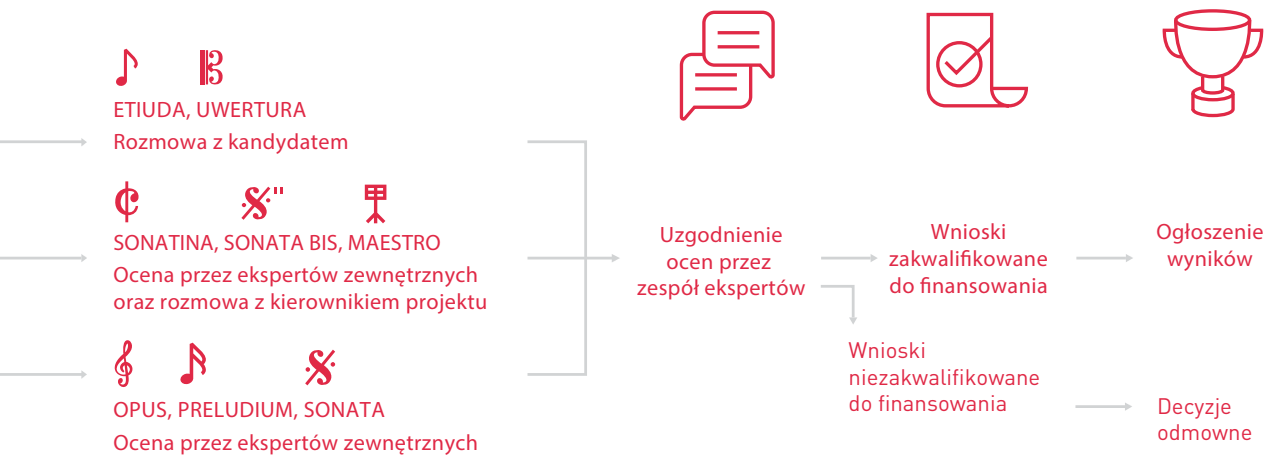 ETIUDA, UWERTURA
Rozmowa z kandydatem
SONATINA, SONATA BIS, MAESTRO
Ocena przez ekspertów zewnętrznych
oraz rozmowa z kierownikiem projektu
OPUS, PRELUDIUM, SONATA
Ocena przez ekspertów zewnętrznych
Uzgodnienie
ocen przez
zespół ekspertów
Wnioski
zakwalifikowane
do finansowania
Ogłoszenie
wyników
Wnioski
niezakwalifikowane
do finansowania
Decyzje
odmowne